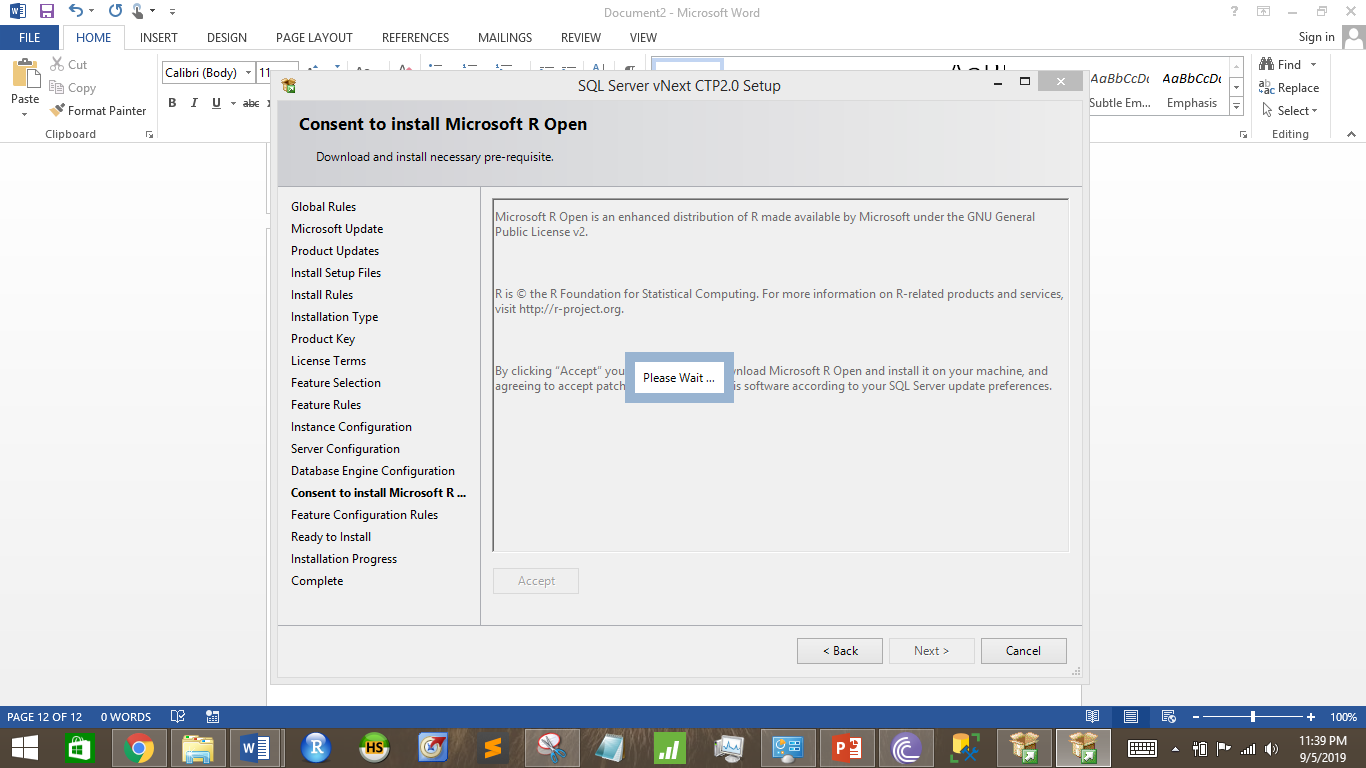 Document2 - Microsoft Word
FILE HOME INSERT DESIGN PAGE LAYOUT REFERENCES MAILINGS REVIEW VIEW Sign in
Paste
Cut
Copy
Format Painter
Clipboard
Calibri (Body) 11
B I U abc
AaBbCcDc AaBbCcDc
Subtle Em... Emphasis
Find
Replace
Select
Editing
SQL Server vNext CTP2.0 Setup
Consent to install Microsoft R Open
Download and install necessary pre-requisite.
Global Rules
Microsoft Update
Product Updates
Install Setup Files
Install Rules
Installation Type
Product Key
License Terms
Feature Selection
Feature Rules
Instance Configuration
Server Configuration
Database Engine Configuration
Consent to install Microsoft R ...
Feature Configuration Rules
Ready to Install
Installation Progress
Complete
Microsoft R Open is an enhanced distribution of R made available by Microsoft under the GNU General
Public License v2.
R is © the R Foundation for Statistical Computing. For more information on R-related products and services,
visit http://r-project.org.
By clicking "Accept" you wnload Microsoft R Open and install it on your machine, and
agreeing to accept patch is software according to your SQL Server update preferences.
Please Wait ...
Accept
< Back Next > Cancel
PAGE 12 OF 12 0 WORDS 100%
11:39 PM
9/5/2019